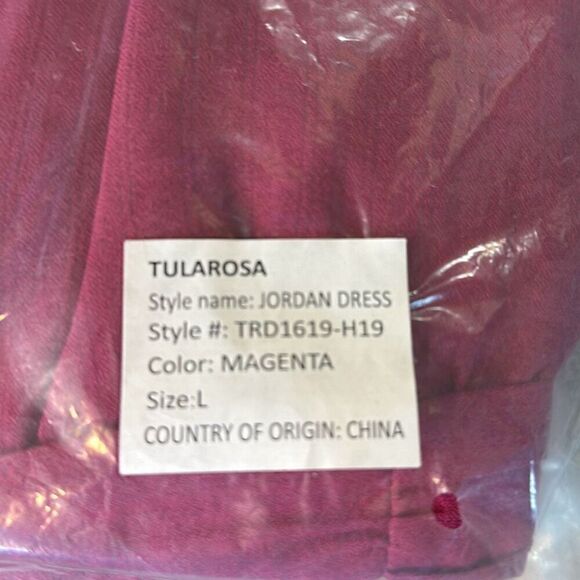 TULAROSA
Style name: JORDAN DRESS
Style #: TRD1619-H19
Color: MAGENTA
Size:L
COUNTRY OF ORIGIN: CHINA